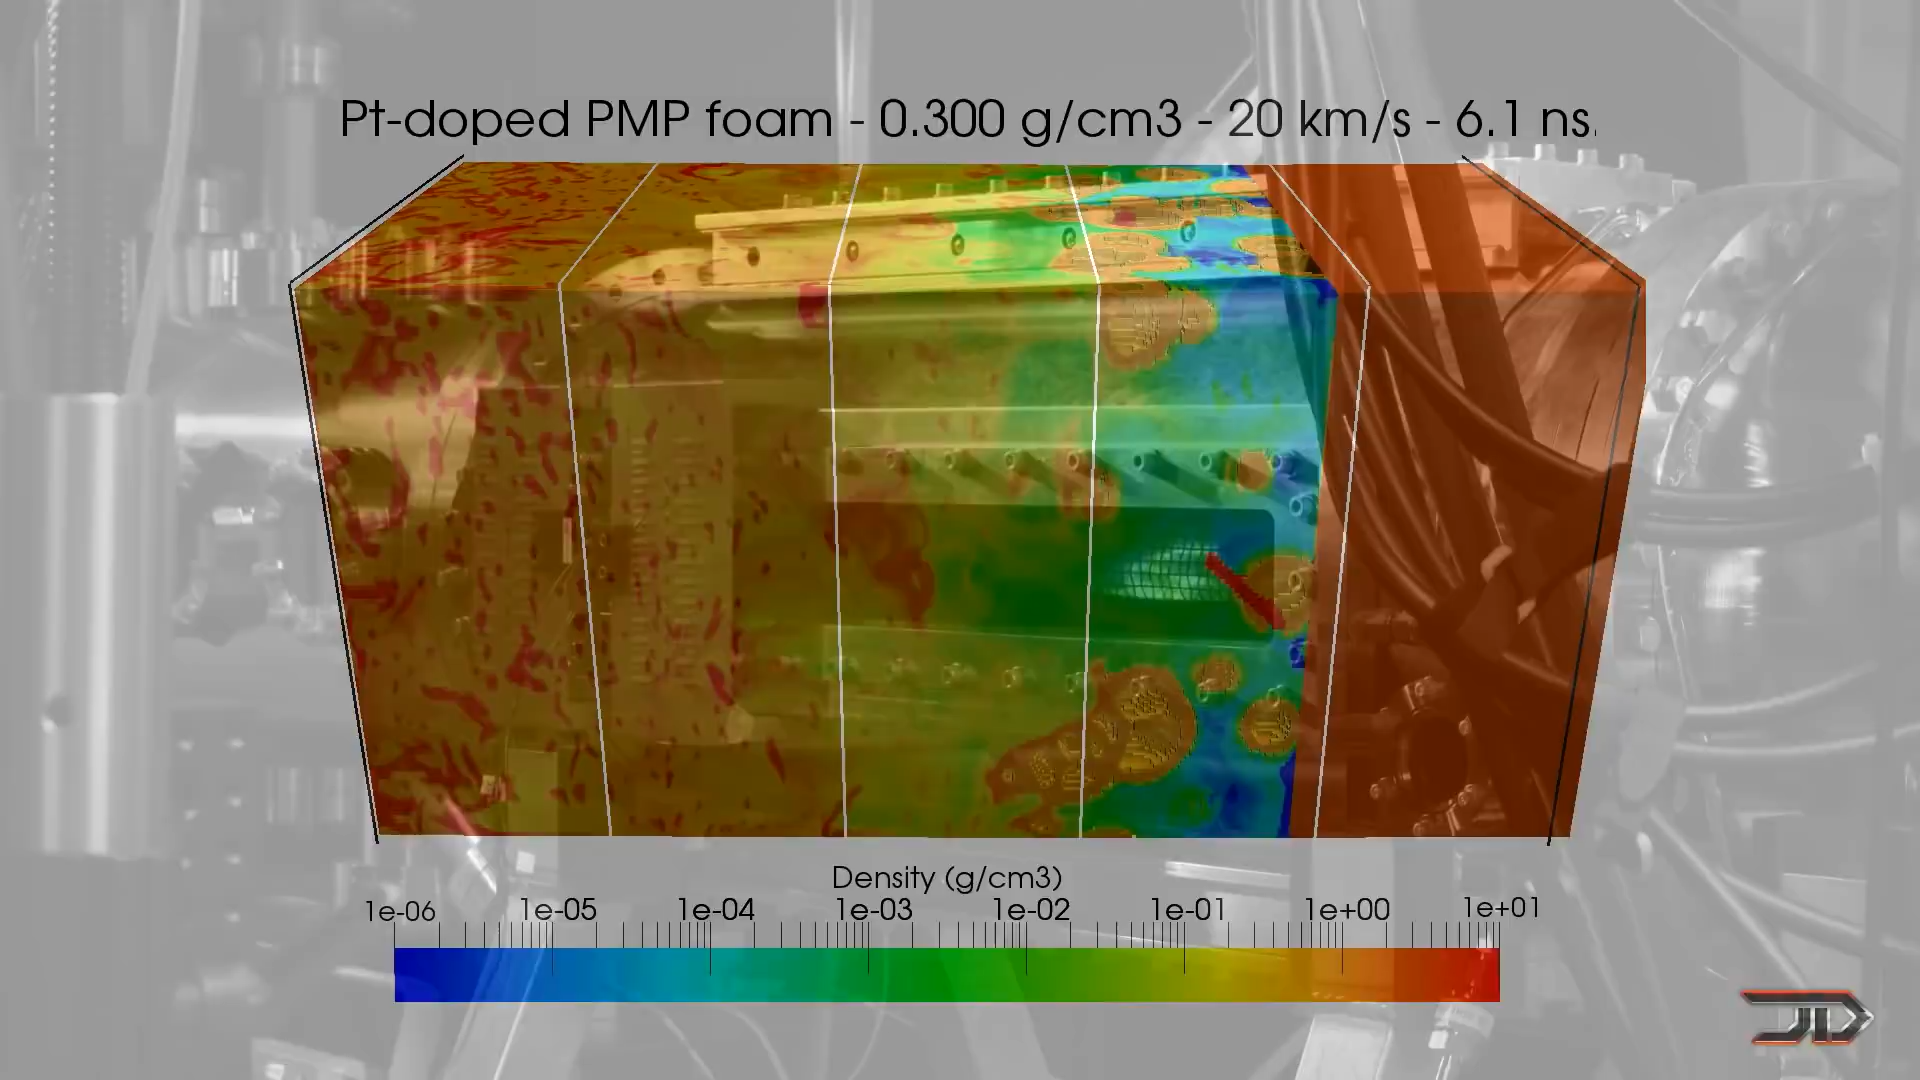 Pt-doped PMP foam - 0.300 g/cm3 - 20 km/s - 6.1 ns.
Density (g/cm3)
1e-06 1e-05 1e-04 1e-03 1e-02 1e-01 1e+00 1e+01
JD